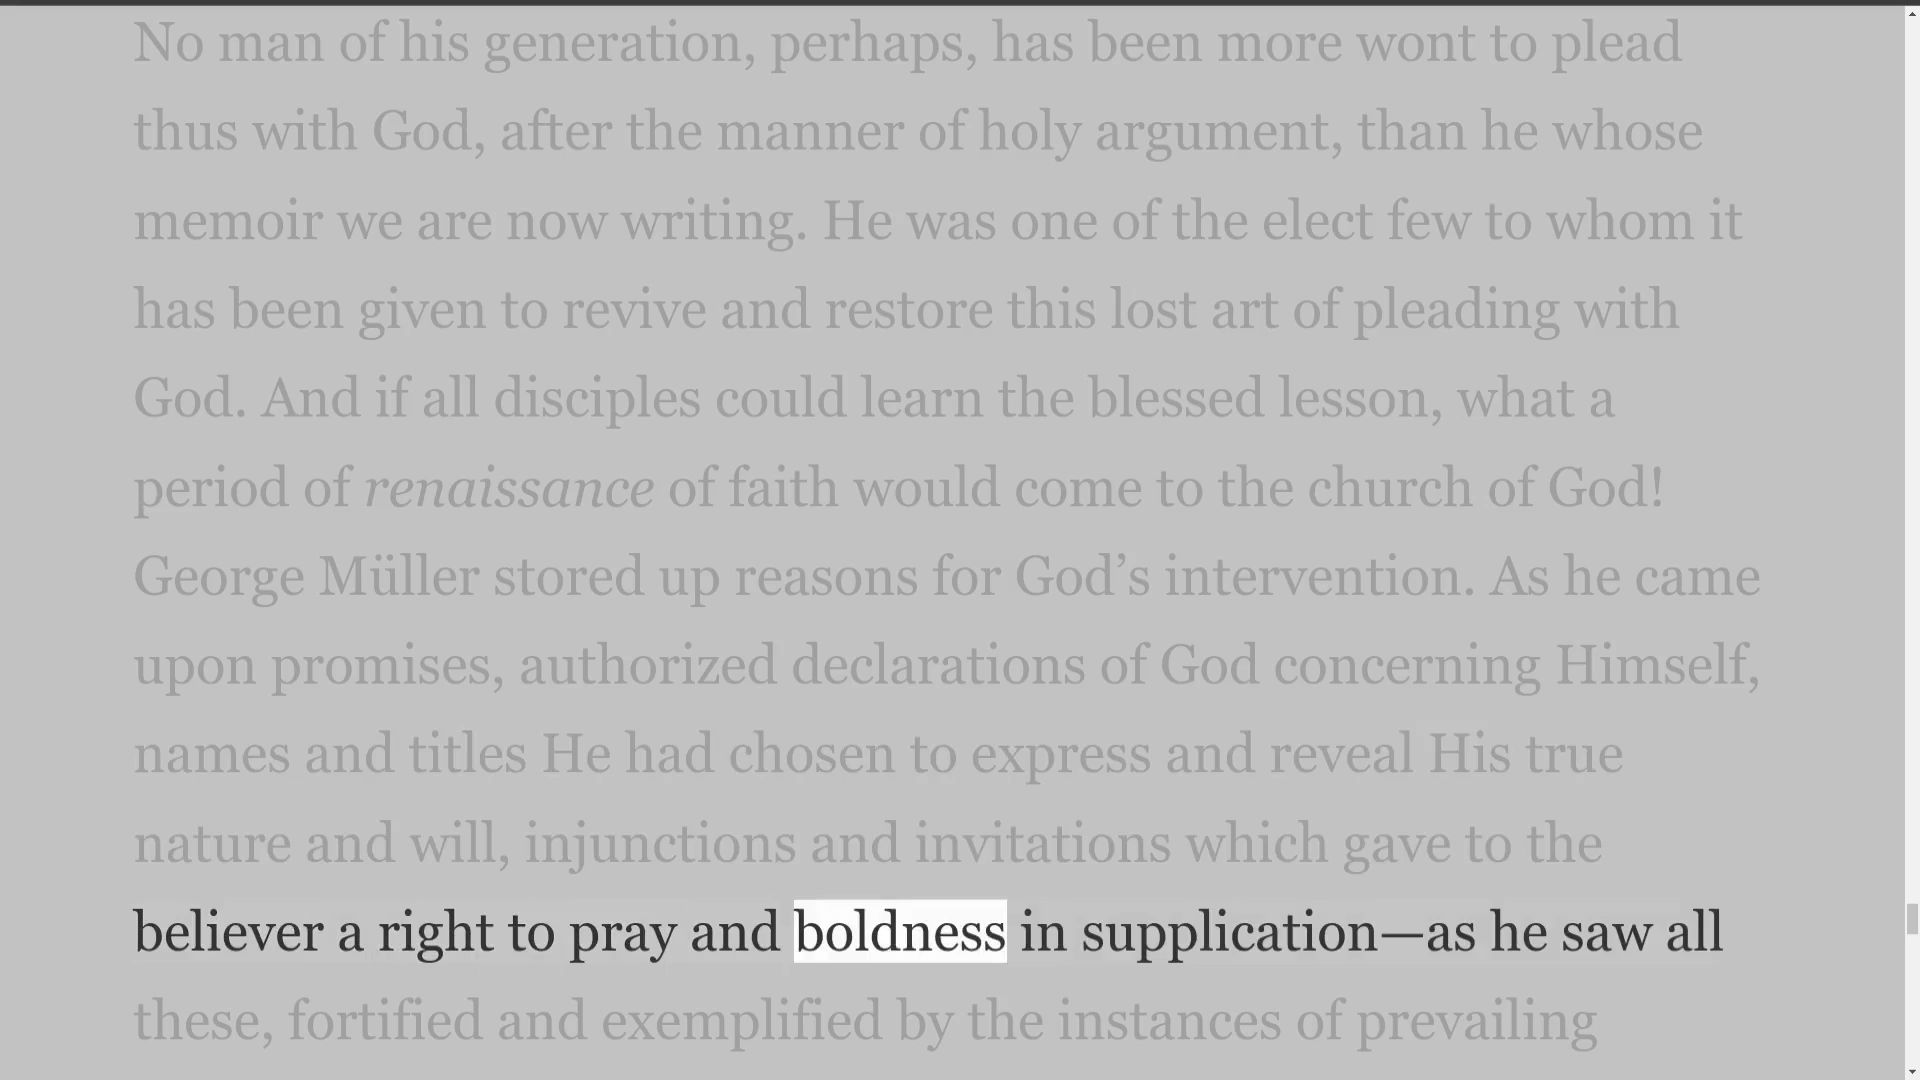 No man of his generation, perhaps, has been more wont to plead
thus with God, after the manner of holy argument, than he whose
memoir we are now writing. He was one of the elect few to whom it
has been given to revive and restore this lost art of pleading with
God. And if all disciples could learn the blessed lesson, what a
period of renaissance of faith would come to the church of God!
George Müller stored up reasons for God’s intervention. As he came
upon promises, authorized declarations of God concerning Himself,
names and titles He had chosen to express and reveal His true
nature and will, injunctions and invitations which gave to the
believer a right to pray and boldness in supplication—as he saw all
these, fortified and exemplified by the instances of prevailing